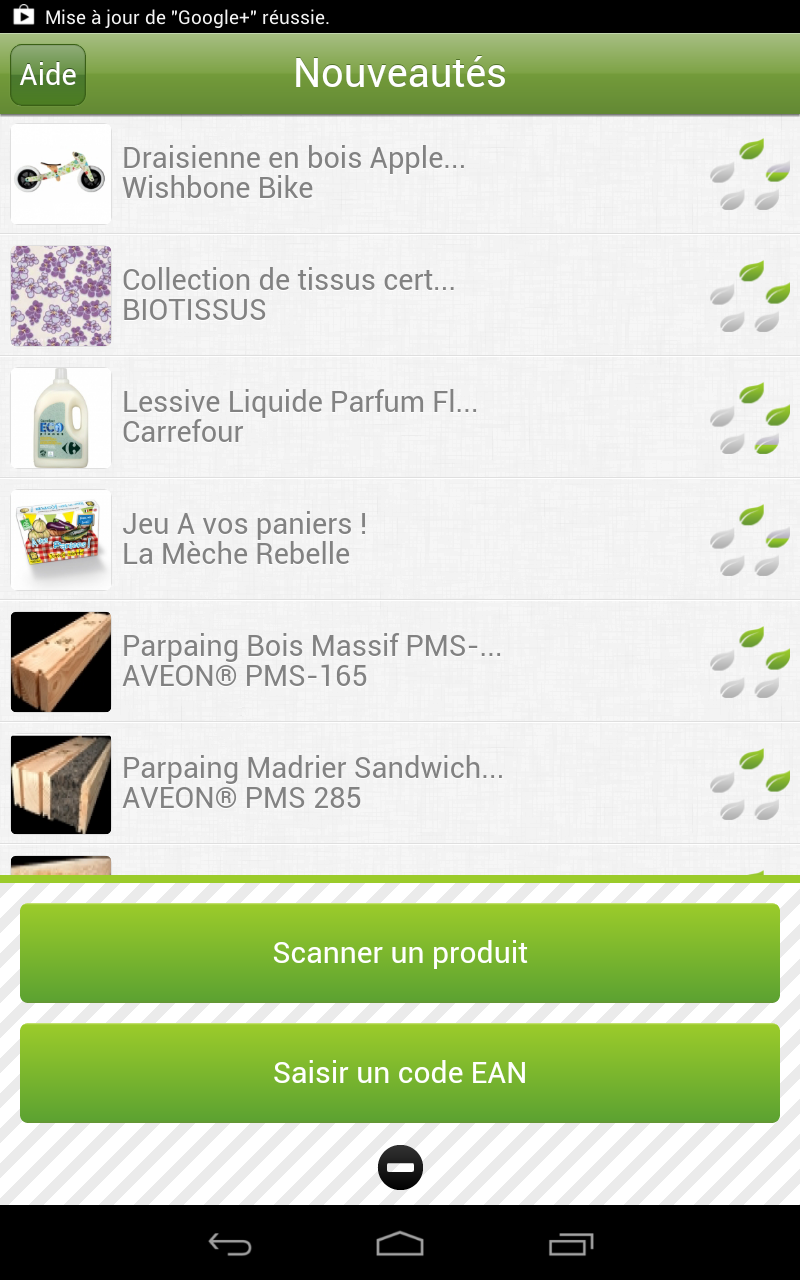 Mise à jour de "Google+" réussie.
Aide
Nouveautés
Draisienne en bois Apple...
Wishbone Bike
Collection de tissus cert...
BIOTISSUS
Lessive Liquide Parfum Fl...
Carrefour
ECO
Jeu A vos paniers !
La Mèche Rebelle
Parpaing Bois Massif PMS-...
AVEON® PMS-165
Parpaing Madrier Sandwich...
AVEON® PMS 285
Scanner un produit
Saisir un code EAN